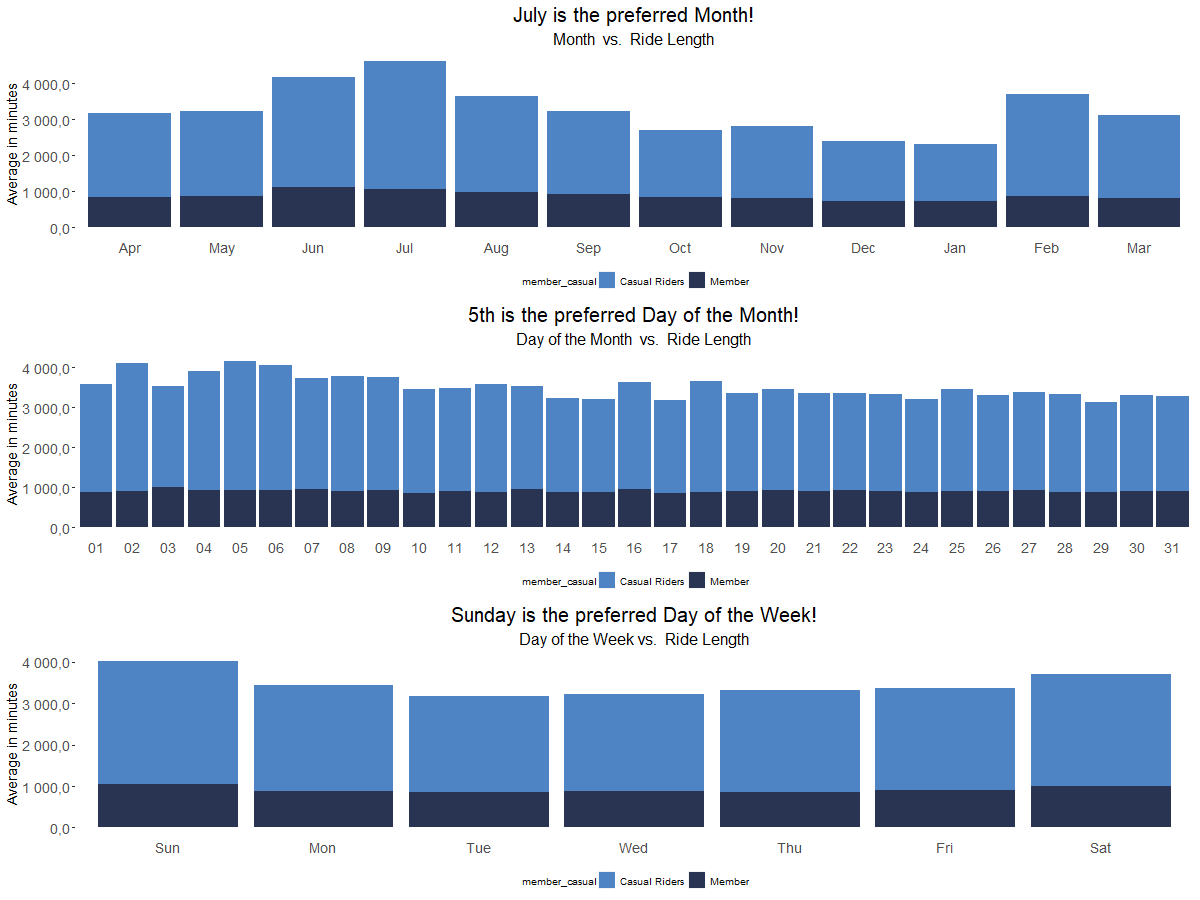 July is the preferred Month!
Month vs. Ride Length
Average in minutes
4 000,0
3 000,0
2 000,0
1 000,0
0,0
Apr May Jun Jul Aug Sep Oct Nov Dec Jan Feb Mar
member_casual Casual Riders Member
5th is the preferred Day of the Month!
Day of the Month vs. Ride Length
Average in minutes
4 000,0
3 000,0
2 000,0
1 000,0
0,0
01 02 03 04 05 06 07 08 09 10 11 12 13 14 15 16 17 18 19 20 21 22 23 24 25 26 27 28 29 30 31
member_casual Casual Riders Member
Sunday is the preferred Day of the Week!
Day of the Week vs. Ride Length
Average in minutes
4 000,0
3 000,0
2 000,0
1 000,0
0,0
Sun Mon Tue Wed Thu Fri Sat
member_casual Casual Riders Member